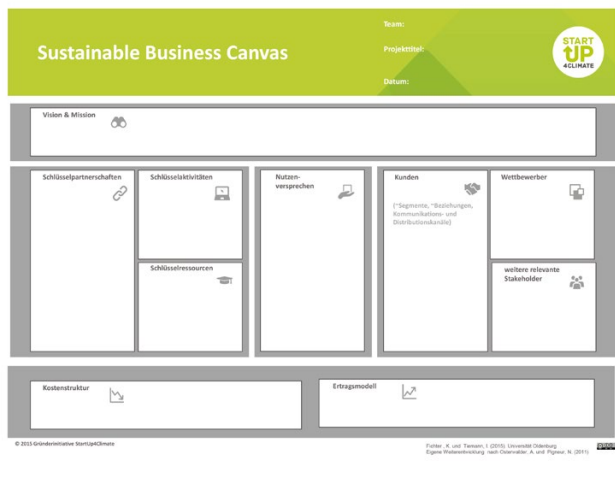 Team:
Sustainable Business Canvas
Projekttitel:
START
UP
4CLIMATE
Datum:
Vision & Mission
Schlüsselpartnerschaften
Schlüsselaktivitäten
Schlüsselressourcen
Nutzen-
versprechen
Kunden
(~Segmente, ~Beziehungen,
Kommunikations- und
Distributionskanäle)
Wettbewerber
weitere relevante
Stakeholder
Kostenstruktur
Ertragsmodell
© 2015 Gründerinitiative StartUp4Climate
Fichter, K. und Tiemann, I. (2015), Universität Oldenburg
Eigene Weiterentwicklung nach Osterwalder, A. und Pigneur, N. (2011)